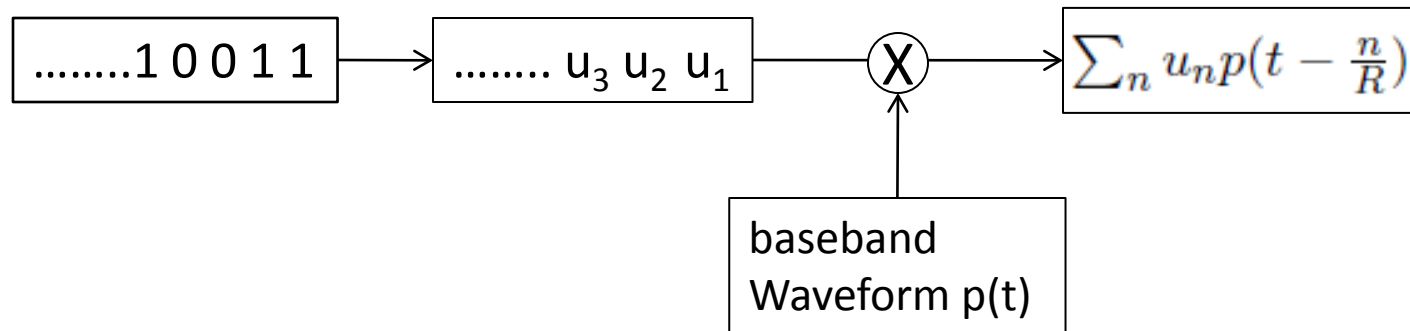 ........1 0 0 1 1
........ u₃ u₂ u₁
X
∑ₙ uₙp(t − n/R)
baseband
Waveform p(t)